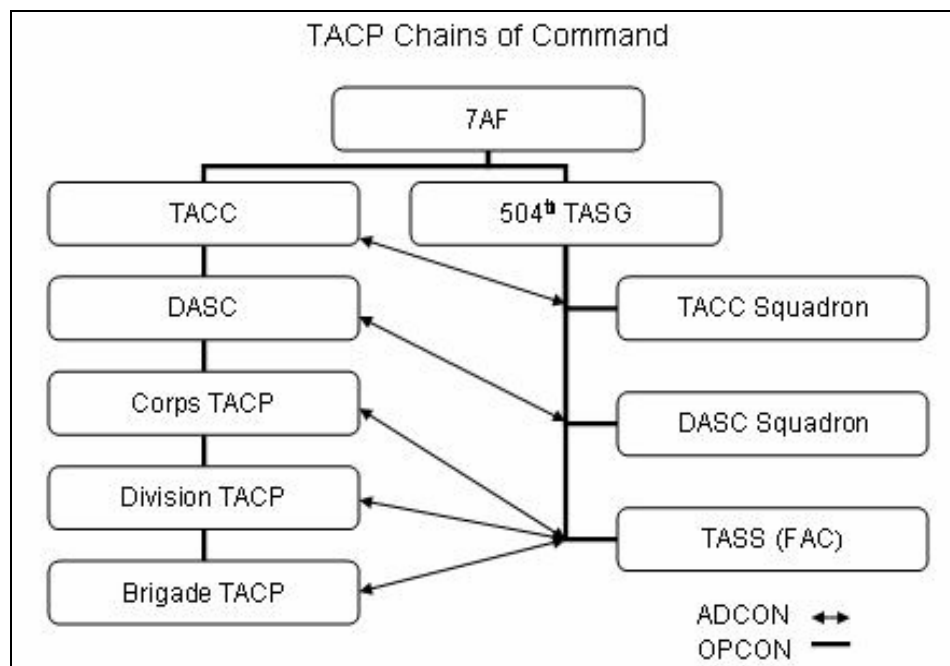 TACP Chains of Command
7AF
TACC
504th TASG
DASC
TACC Squadron
Corps TACP
DASC Squadron
Division TACP
TASS (FAC)
Brigade TACP
ADCON
OPCON